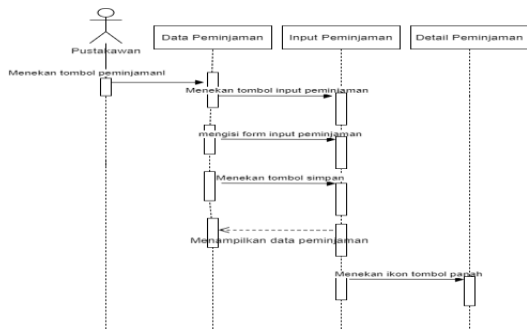 Pustakawan
Data Peminjaman
Input Peminjaman
Detail Peminjaman
Menekan tombol peminjamanl
Menekan tombol input peminjaman
mengisi form input peminjaman
Menekan tombol simpan
Menampilkan data peminjaman
Menekan ikon tombol panah